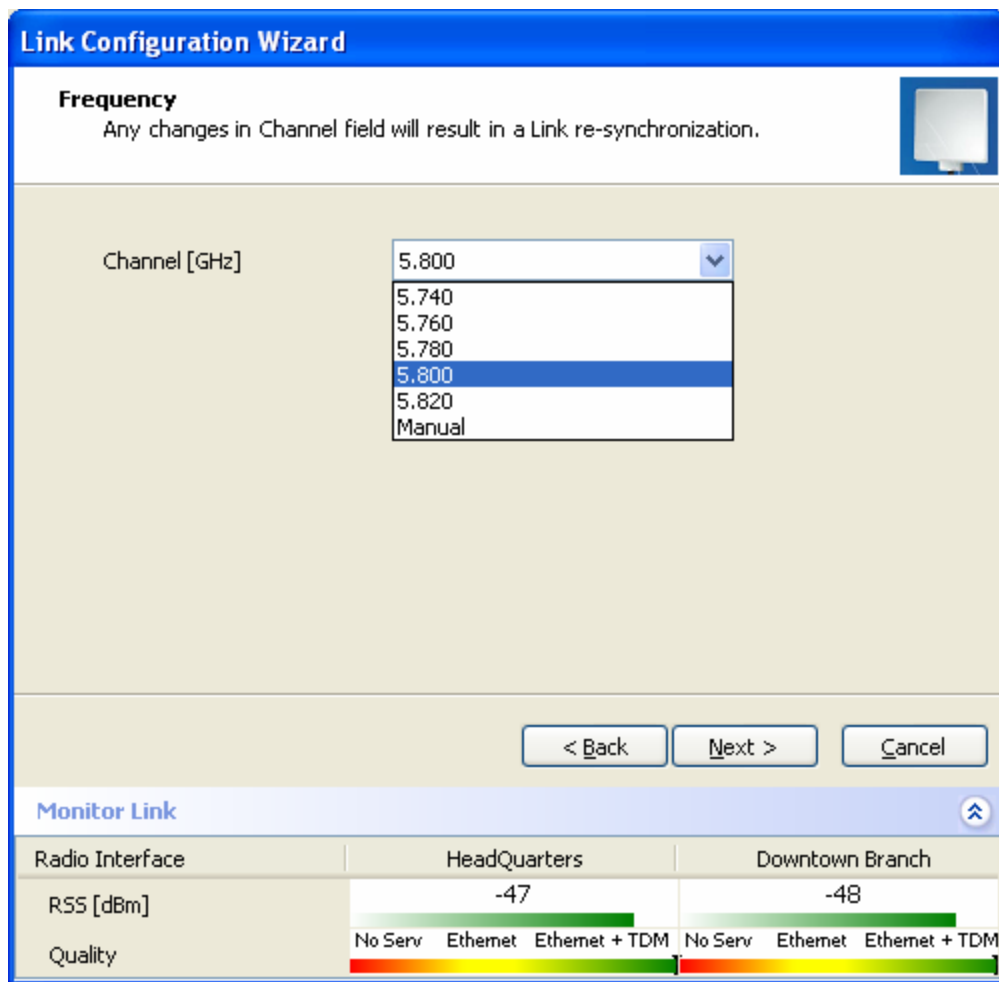 Link Configuration Wizard
Frequency
Any changes in Channel field will result in a Link re-synchronization.
Channel [GHz] 5.800
5.740
5.760
5.780
5.800
5.820
Manual
< Back Next > Cancel
Monitor Link
Radio Interface HeadQuarters Downtown Branch
RSS [dBm] -47 -48
Quality No Serv Ethernet Ethernet + TDM No Serv Ethernet Ethernet + TDM